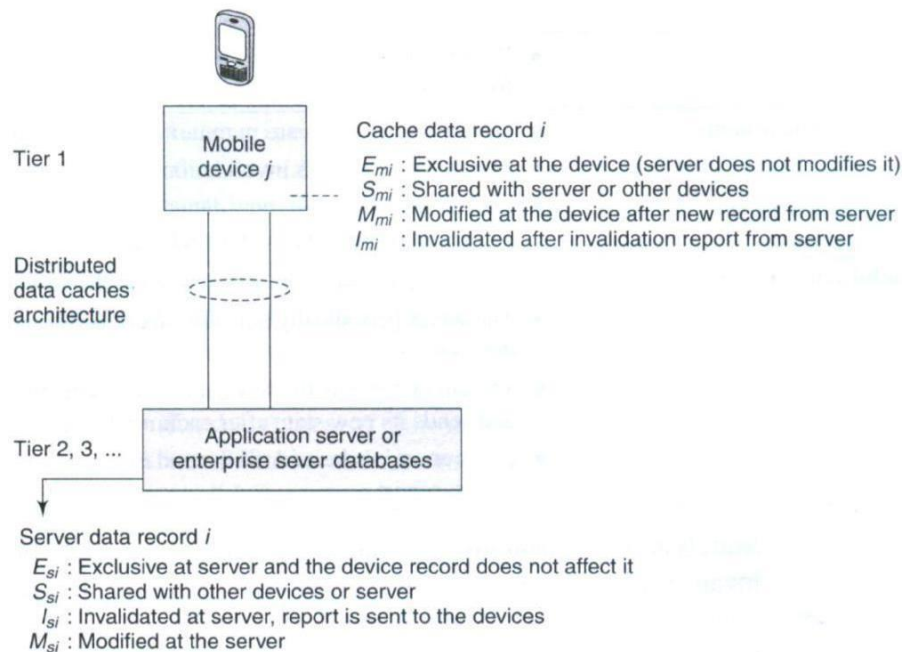 Tier 1
Mobile
device j
Cache data record i
E_mi : Exclusive at the device (server does not modifies it)
S_mi : Shared with server or other devices
M_mi : Modified at the device after new record from server
I_mi : Invalidated after invalidation report from server
Distributed
data caches
architecture
Tier 2, 3, ...
Application server or
enterprise sever databases
Server data record i
E_si : Exclusive at server and the device record does not affect it
S_si : Shared with other devices or server
I_si : Invalidated at server, report is sent to the devices
M_si : Modified at the server